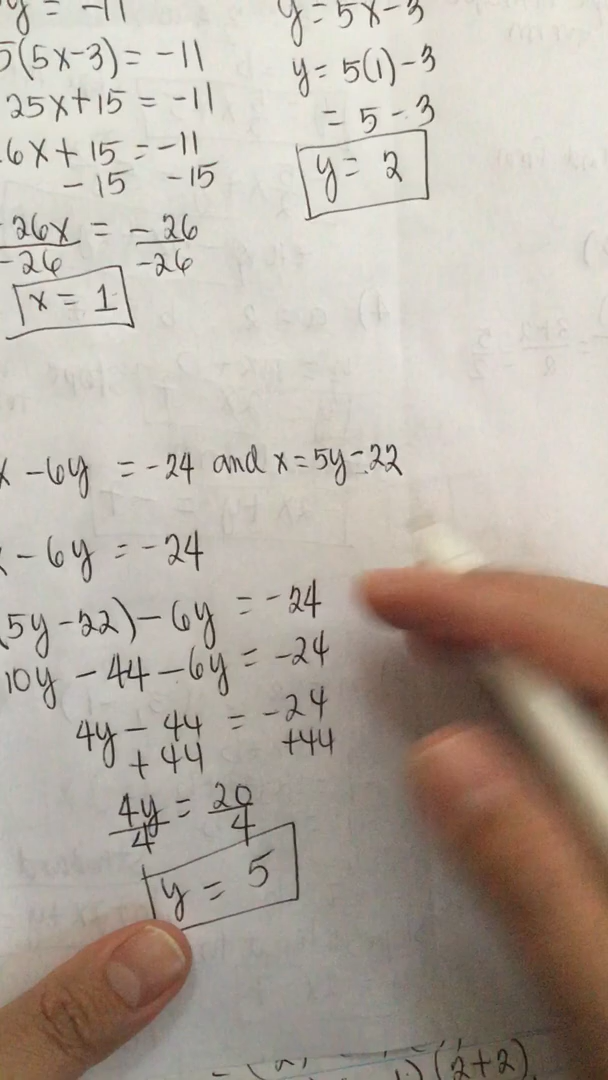 y = -11
5(5x-3) = -11
25x+15 = -11
6x + 15 = -11
- 15 -15
26x = -26
-26 -26
x = 1
y = 5x-3
y = 5(1)-3
= 5 - 3
y = 2
x - 6y = -24 and x = 5y-22
- 6y = -24
(5y-22) - 6y = -24
10y - 44 - 6y = -24
4y - 44 = -24
+ 44 +44
4y = 20
4 4
y = 5
(2+2)